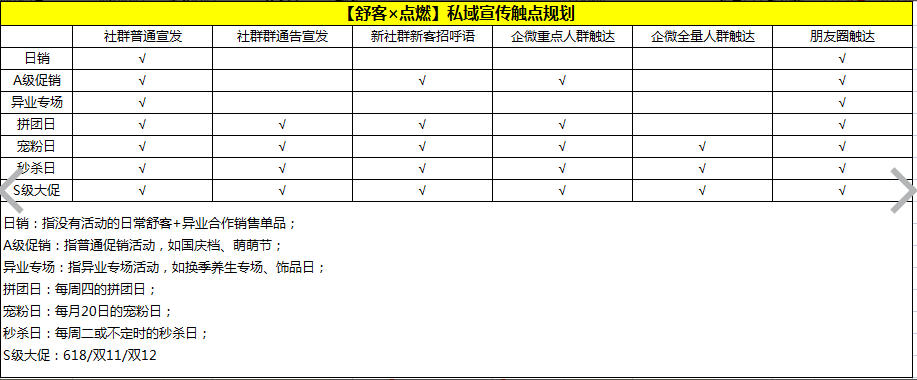 【舒客×点燃】私域宣传触点规划
社群普通宣发 社群群通告宣发 新社群新客招呼语 企微重点人群触达 企微全量人群触达 朋友圈触达
日销 √ √
A级促销 √ √ √ √
异业专场 √ √
拼团日 √ √ √ √ √
宠粉日 √ √ √ √ √ √
秒杀日 √ √ √ √ √ √
S级大促 √ √ √ √ √ √
日销：指没有活动的日常舒客+异业合作销售单品；
A级促销：指普通促销活动，如国庆档、萌萌节；
异业专场：指异业专场活动，如换季养生专场、饰品日；
拼团日：每周四的拼团日；
宠粉日：每月20日的宠粉日；
秒杀日：每周二或不定时的秒杀日；
S级大促：618/双11/双12